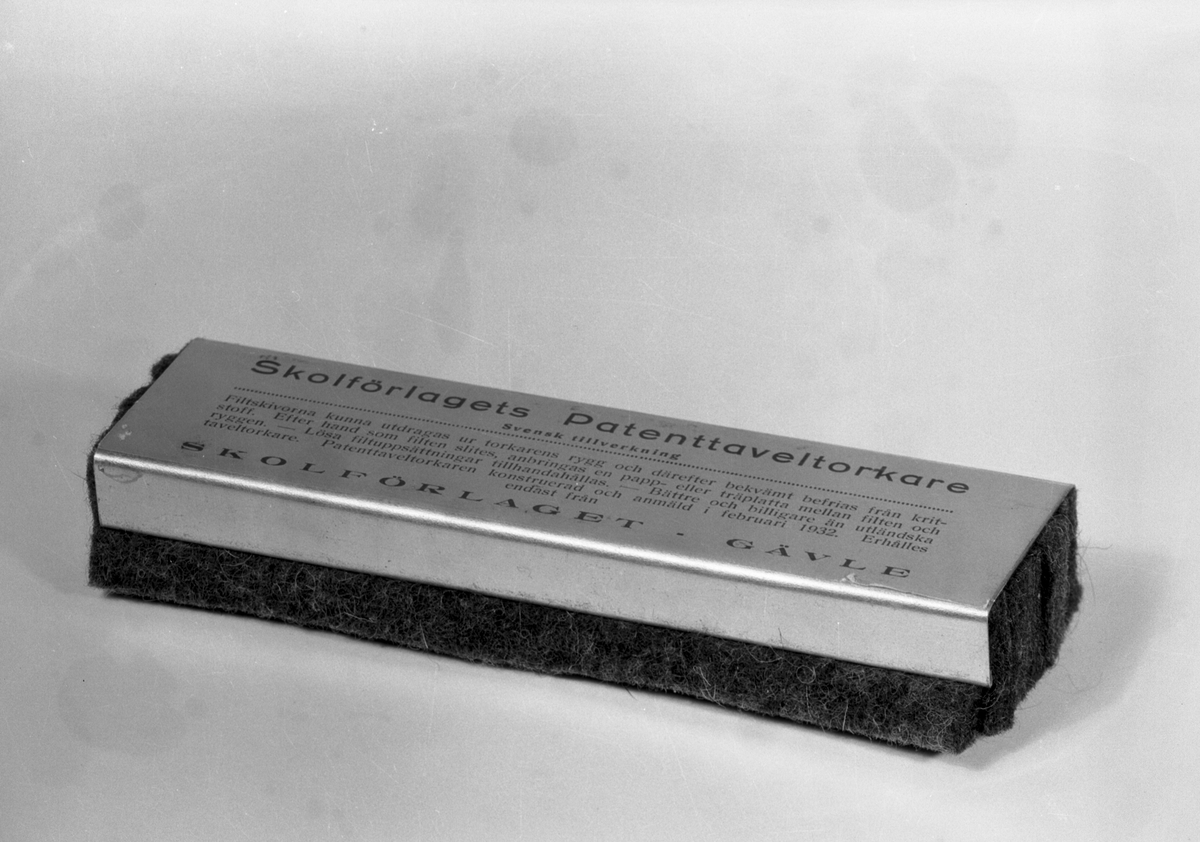 Skolförlagets Patenttaveltorkare
Svensk tillverkning
Filtskivorna kunna utdragas ur torkarens rygg och därefter bekvämt befrias från krit-
stoff. Efter hand som filten slites, anbringas en papp- eller träplatta mellan filten och
ryggen. — Lösa filtuppsättningar tillhandahållas. — Bättre och billigare än utländska
taveltorkare. Patenttaveltorkaren konstruerad och anmäld i februari 1932. Erhålles
endast från
SKOLFÖRLAGET · GÄVLE